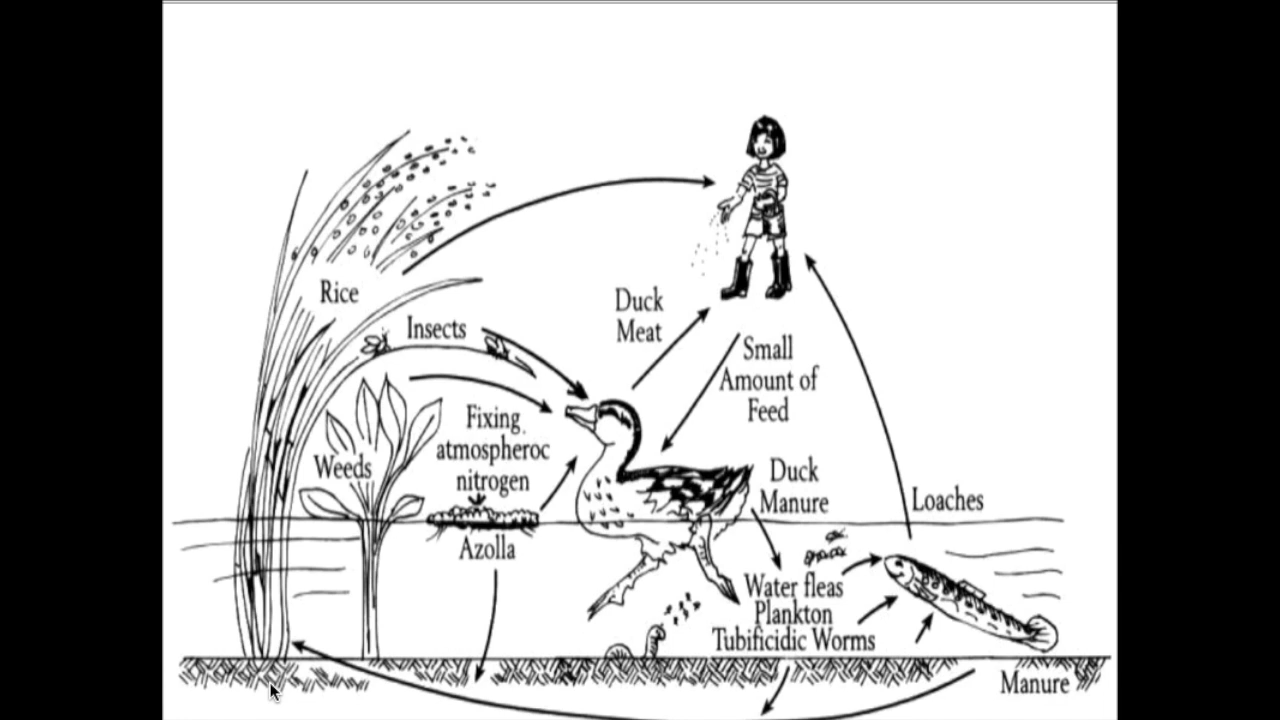 Rice
Insects
Duck
Meat
Small
Amount of
Feed
Fixing
atmospheroc
nitrogen
Weeds
Azolla
Duck
Manure
Loaches
Water fleas
Plankton
Tubificidic Worms
Manure